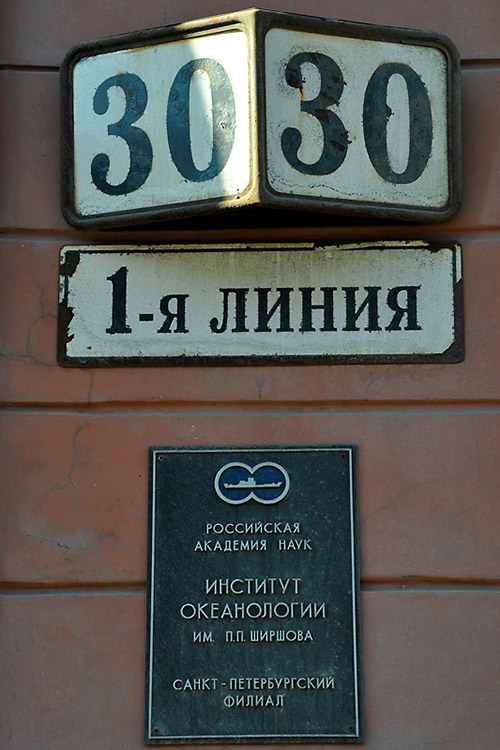 30 30
1-я ЛИНИЯ
РОССИЙСКАЯ
АКАДЕМИЯ НАУК
ИНСТИТУТ
ОКЕАНОЛОГИИ
ИМ. П.П. ШИРШОВА
САНКТ-ПЕТЕРБУРГСКИЙ
ФИЛИАЛ